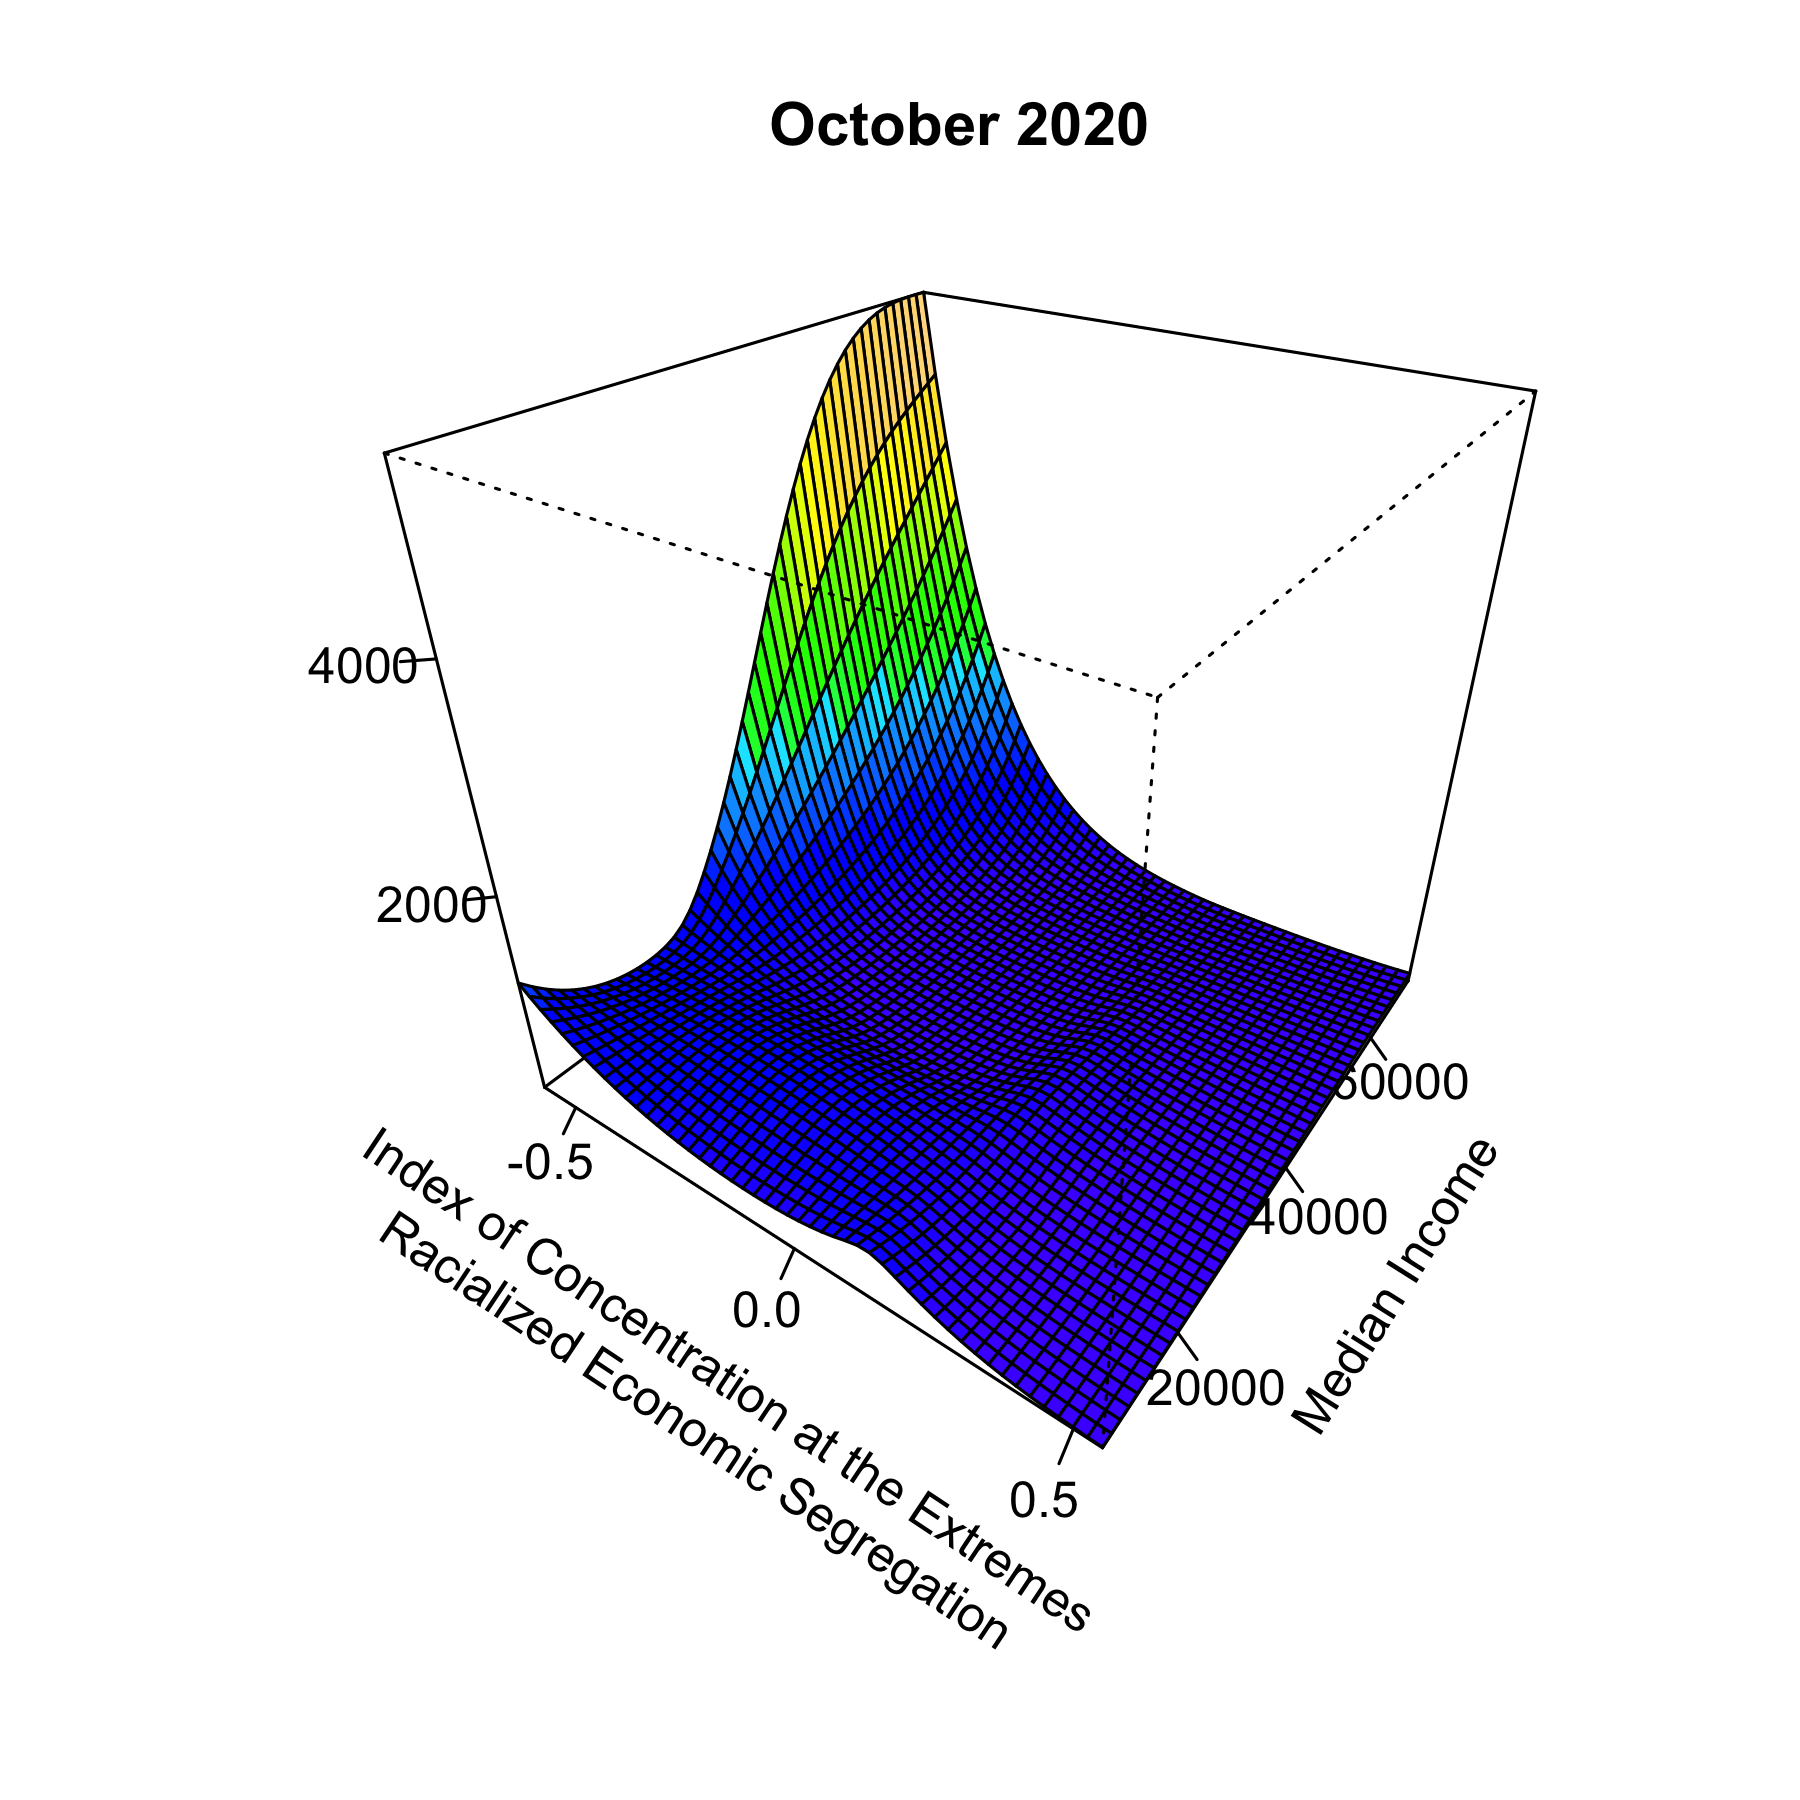 October 2020
4000
2000
-0.5
0.0
0.5
Index of Concentration at the Extremes
Racialized Economic Segregation
20000
40000
60000
Median Income